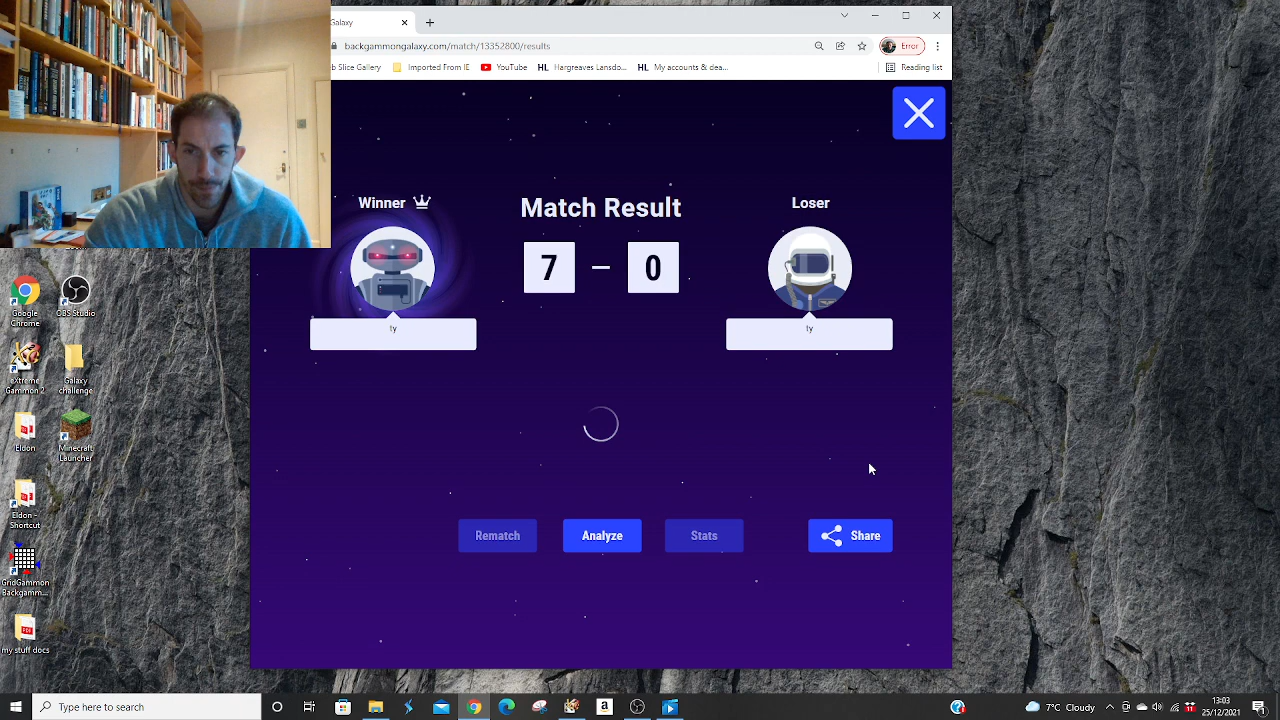 Galaxy
backgammongalaxy.com/match/13352800/results
Error
b Slice Gallery
Imported From IE
YouTube
HL Hargreaves Lansdo...
HL My accounts & dea...
Reading list
Winner
Match Result
Loser
7 – 0
ty
ty
Rematch
Analyze
Stats
Share
Google
Chrome
OBS Studio
eXtreme
Gammon 2
Galaxy
challenge
Eldon
Minecraft
Launcher
Eldon -
Shortcut
GridGammon
Backgamm...
my stuff docs
Type here to search
7°C Cloudy
11
13:03